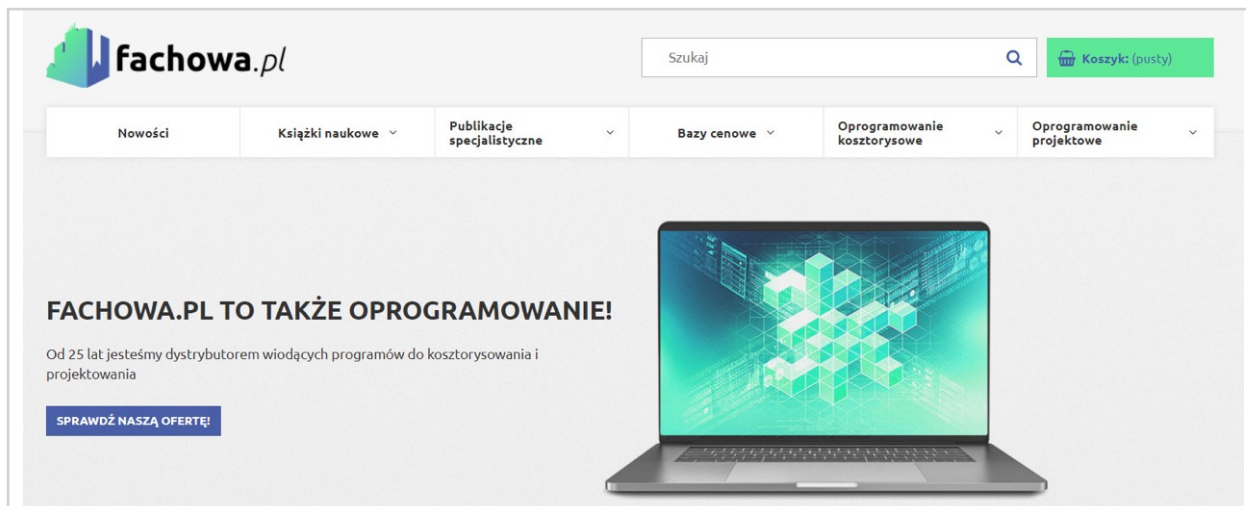 fachowa.pl
Szukaj
Koszyk: (pusty)
Nowości
Książki naukowe
Publikacje
specjalistyczne
Bazy cenowe
Oprogramowanie
kosztorysowe
Oprogramowanie
projektowe
FACHOWA.PL TO TAKŻE OPROGRAMOWANIE!
Od 25 lat jesteśmy dystrybutorem wiodących programów do kosztorysowania i
projektowania
SPRAWDŹ NASZĄ OFERTĘ!